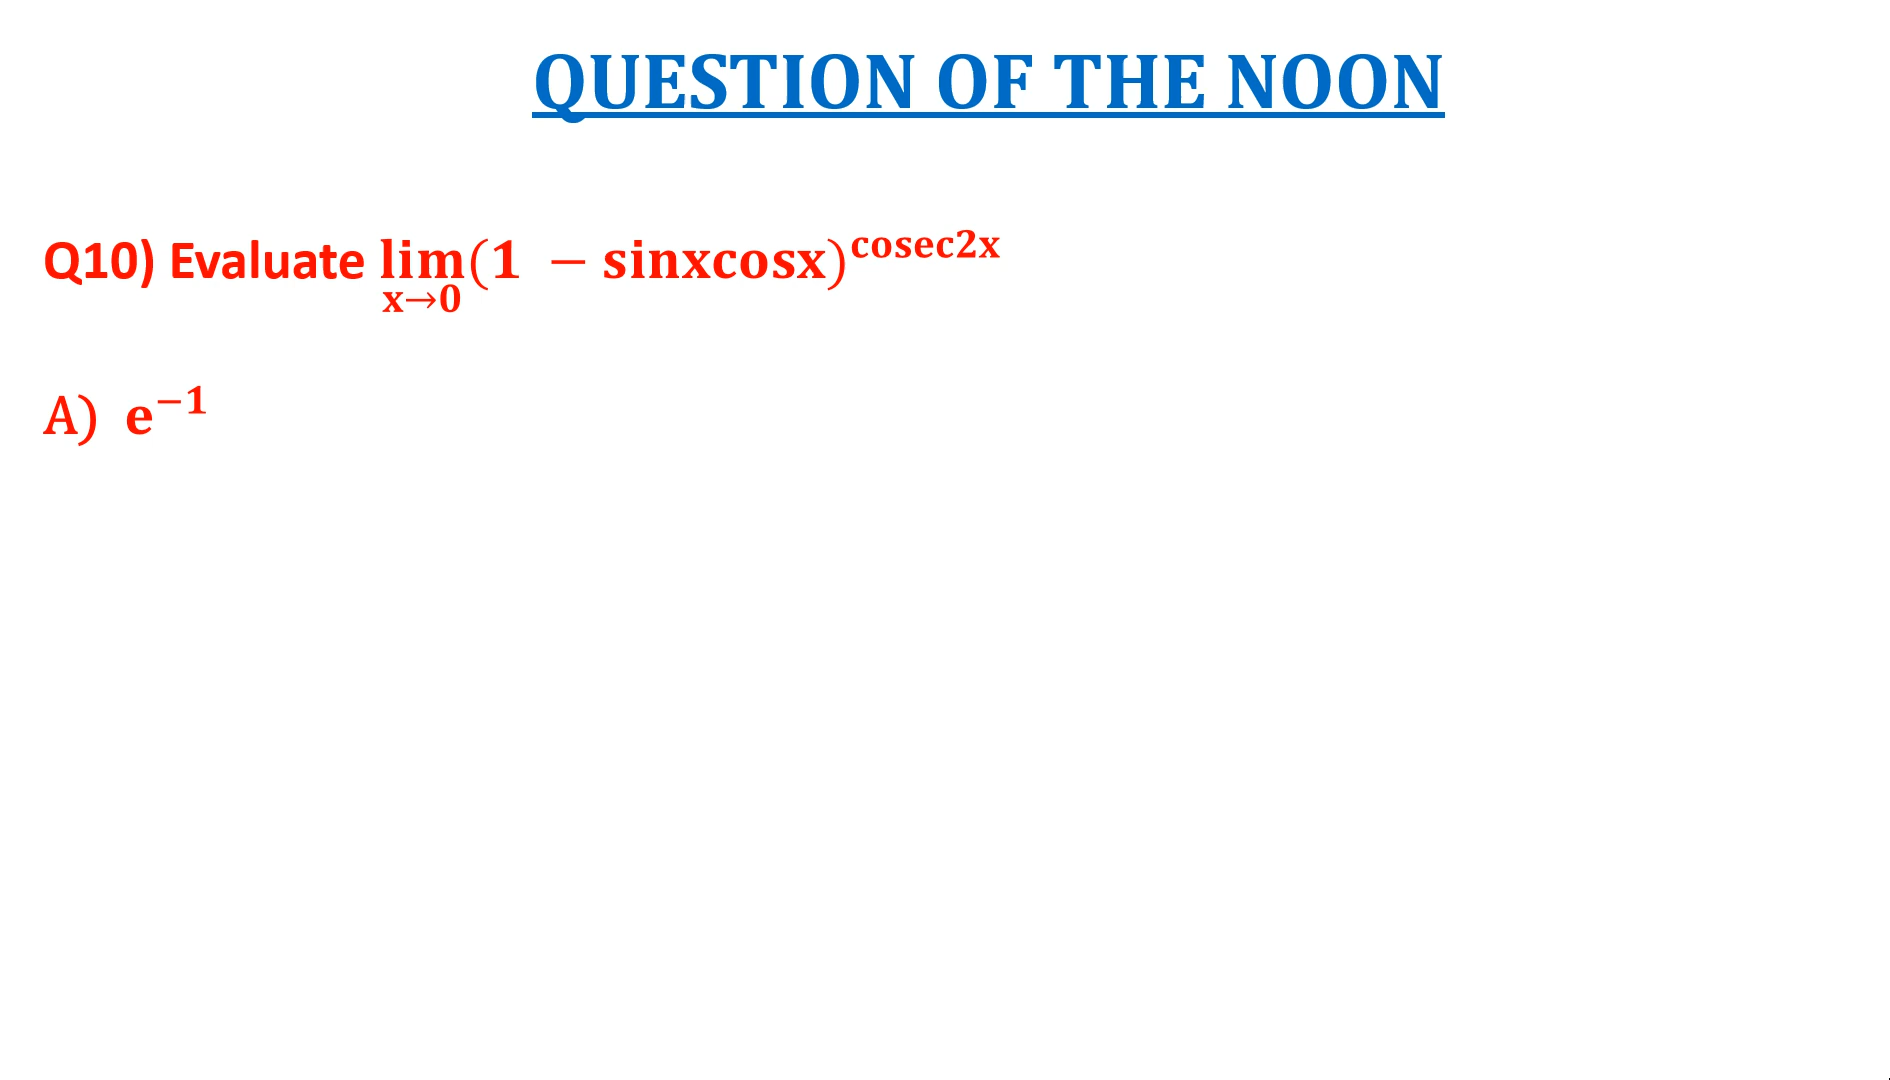 QUESTION OF THE NOON
Q10) Evaluate lim(1 − sinxcosx)^cosec2x
x→0
A) e^−1